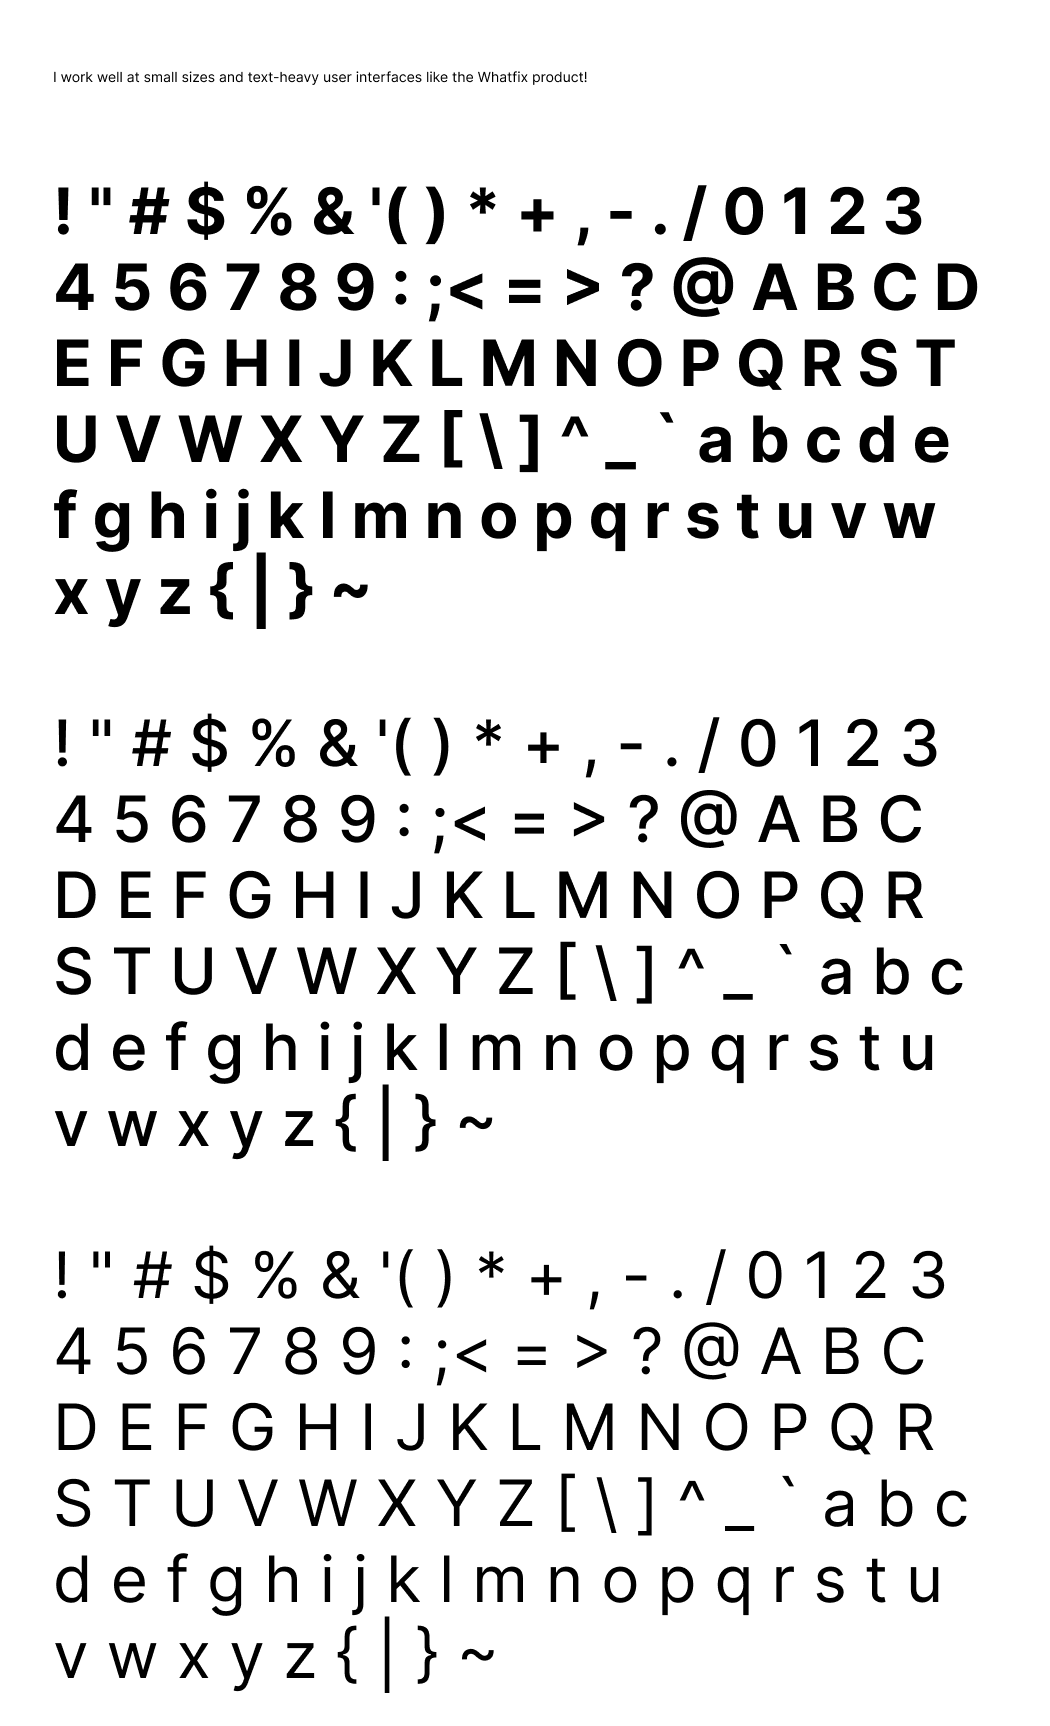 I work well at small sizes and text-heavy user interfaces like the Whatfix product!
! " # $ % & '( ) * + , - . / 0 1 2 3
4 5 6 7 8 9 : ;< = > ? @ A B C D
E F G H I J K L M N O P Q R S T
U V W X Y Z [ \ ] ^ _ ` a b c d e
f g h i j k l m n o p q r s t u v w
x y z { | } ~
! " # $ % & '( ) * + , - . / 0 1 2 3
4 5 6 7 8 9 : ;< = > ? @ A B C
D E F G H I J K L M N O P Q R
S T U V W X Y Z [ \ ] ^ _ ` a b c
d e f g h i j k l m n o p q r s t u
v w x y z { | } ~
! " # $ % & '( ) * + , - . / 0 1 2 3
4 5 6 7 8 9 : ;< = > ? @ A B C
D E F G H I J K L M N O P Q R
S T U V W X Y Z [ \ ] ^ _ ` a b c
d e f g h i j k l m n o p q r s t u
v w x y z { | } ~